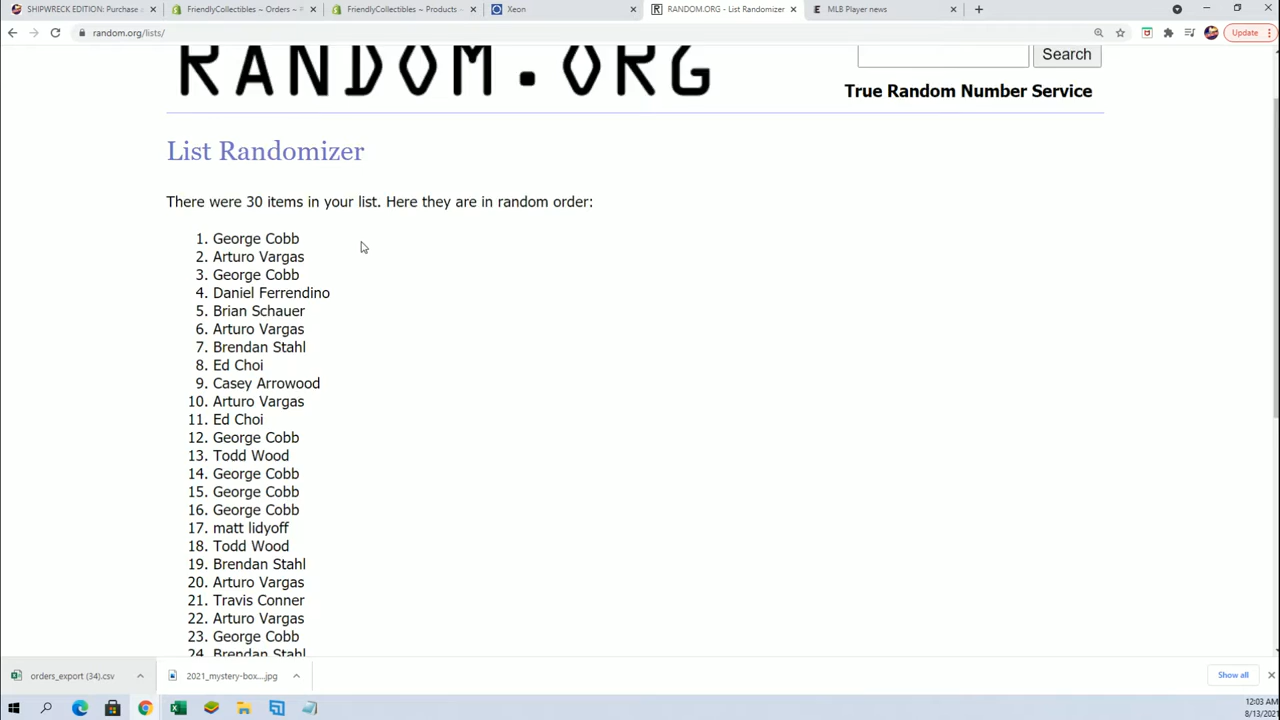 SHIPWRECK EDITION: Purchase
FriendlyCollectibles ~ Orders ~
FriendlyCollectibles ~ Products ~
Xeon
RANDOM.ORG - List Randomizer
MLB Player news
random.org/lists/
Update
RANDOM.ORG
Search
True Random Number Service
List Randomizer
There were 30 items in your list. Here they are in random order:
1. George Cobb
2. Arturo Vargas
3. George Cobb
4. Daniel Ferrendino
5. Brian Schauer
6. Arturo Vargas
7. Brendan Stahl
8. Ed Choi
9. Casey Arrowood
10. Arturo Vargas
11. Ed Choi
12. George Cobb
13. Todd Wood
14. George Cobb
15. George Cobb
16. George Cobb
17. matt lidyoff
18. Todd Wood
19. Brendan Stahl
20. Arturo Vargas
21. Travis Conner
22. Arturo Vargas
23. George Cobb
24. Brendan Stahl
orders_export (34).csv
2021_mystery-box....jpg
Show all
12:03 AM
8/13/2021